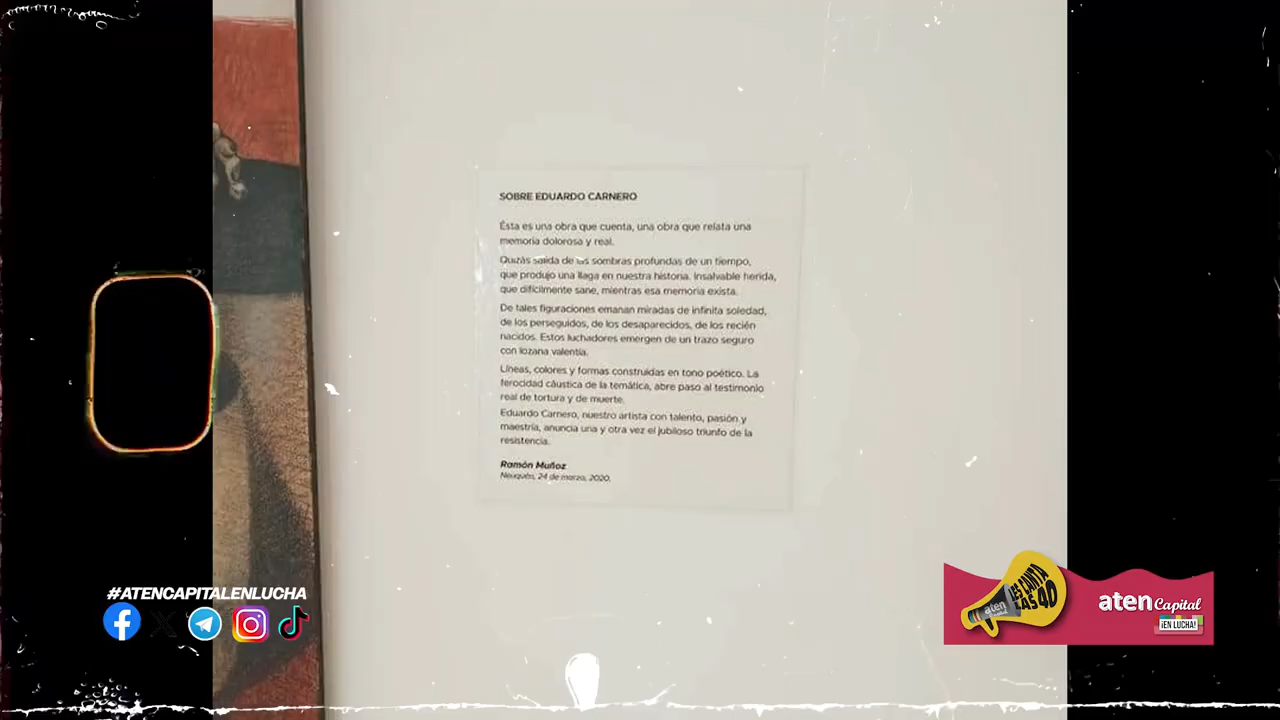 SOBRE EDUARDO CARNERO
Ésta es una obra que cuenta, una obra que relata una
memoria dolorosa y real.
Quizás salida de las sombras profundas de un tiempo,
que produjo una llaga en nuestra historia. Insalvable herida,
que difícilmente sane, mientras esa memoria exista.
De tales figuraciones emanan miradas de infinita soledad,
de los perseguidos, de los desaparecidos, de los recién
nacidos. Estos luchadores emergen de un trazo seguro
con lozana valentía.
Líneas, colores y formas construidas en tono poético. La
ferocidad cáustica de la temática, abre paso al testimonio
real de tortura y de muerte.
Eduardo Carnero, nuestro artista con talento, pasión y
maestría, anuncia una y otra vez el jubiloso triunfo de la
resistencia.
Ramón Muñoz
Neuquén, 24 de marzo, 2020.
#ATENCAPITALENLUCHA
aten
LES CANTA
LAS 40
aten Capital
¡EN LUCHA!